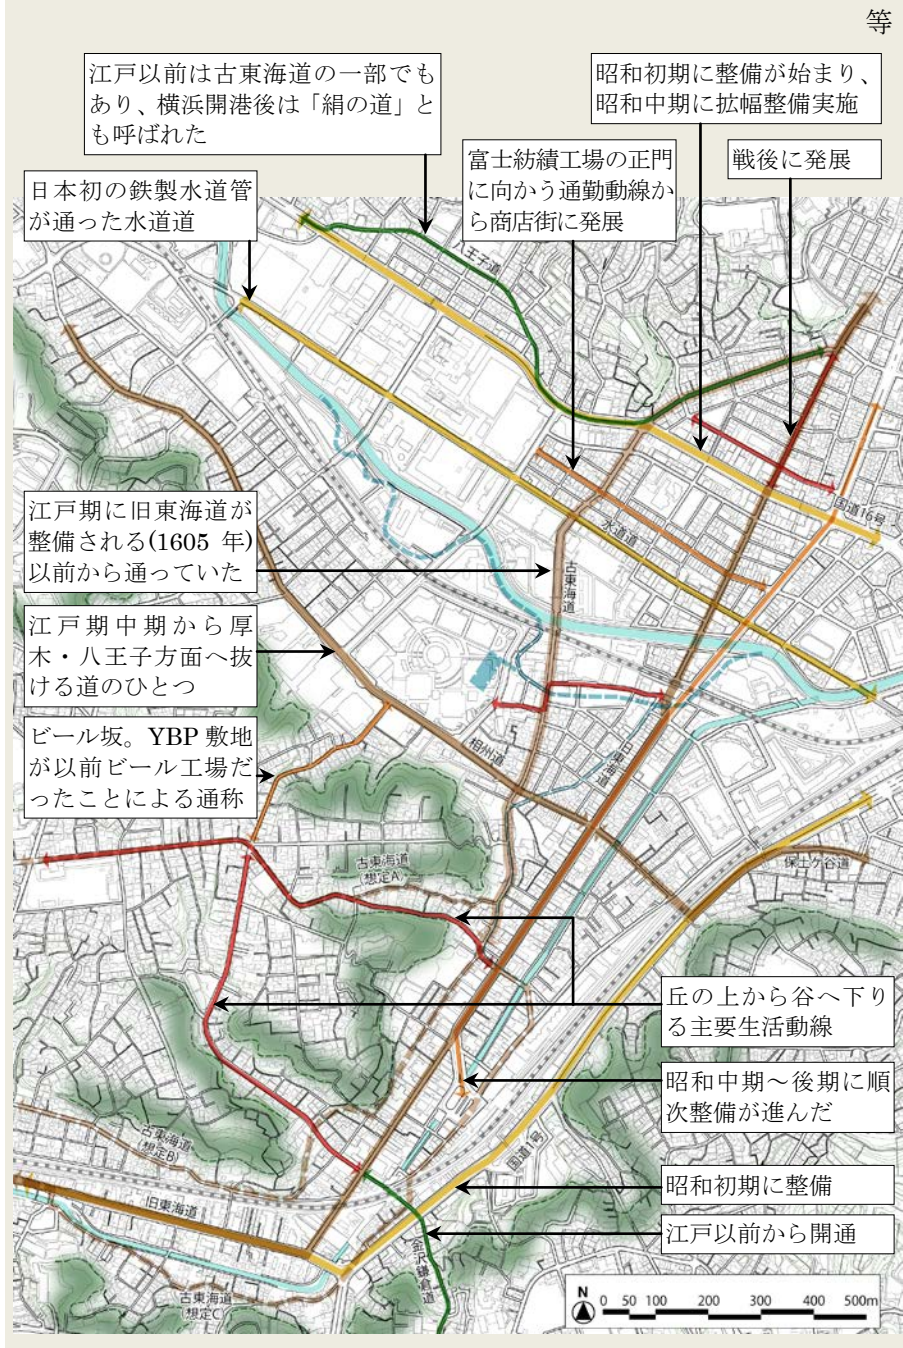 等
江戸以前は古東海道の一部でも
あり、横浜開港後は「絹の道」と
も呼ばれた
昭和初期に整備が始まり、
昭和中期に拡幅整備実施
富士紡績工場の正門
に向かう通勤動線か
ら商店街に発展
戦後に発展
日本初の鉄製水道管
が通った水道道
八王子道
国道16号
水道道
江戸期に旧東海道が
整備される(1605 年)
以前から通っていた
古東海道
江戸期中期から厚
木・八王子方面へ抜
ける道のひとつ
ビール坂。YBP 敷地
が以前ビール工場だ
ったことによる通称
相州道
旧東海道
古東海道
(想定A)
保土ケ谷道
丘の上から谷へ下り
る主要生活動線
昭和中期～後期に順
次整備が進んだ
古東海道
(想定B)
国道1号
昭和初期に整備
旧東海道
江戸以前から開通
金沢鎌倉道
古東海道
(想定C)
N
0 50 100 200 300 400 500m